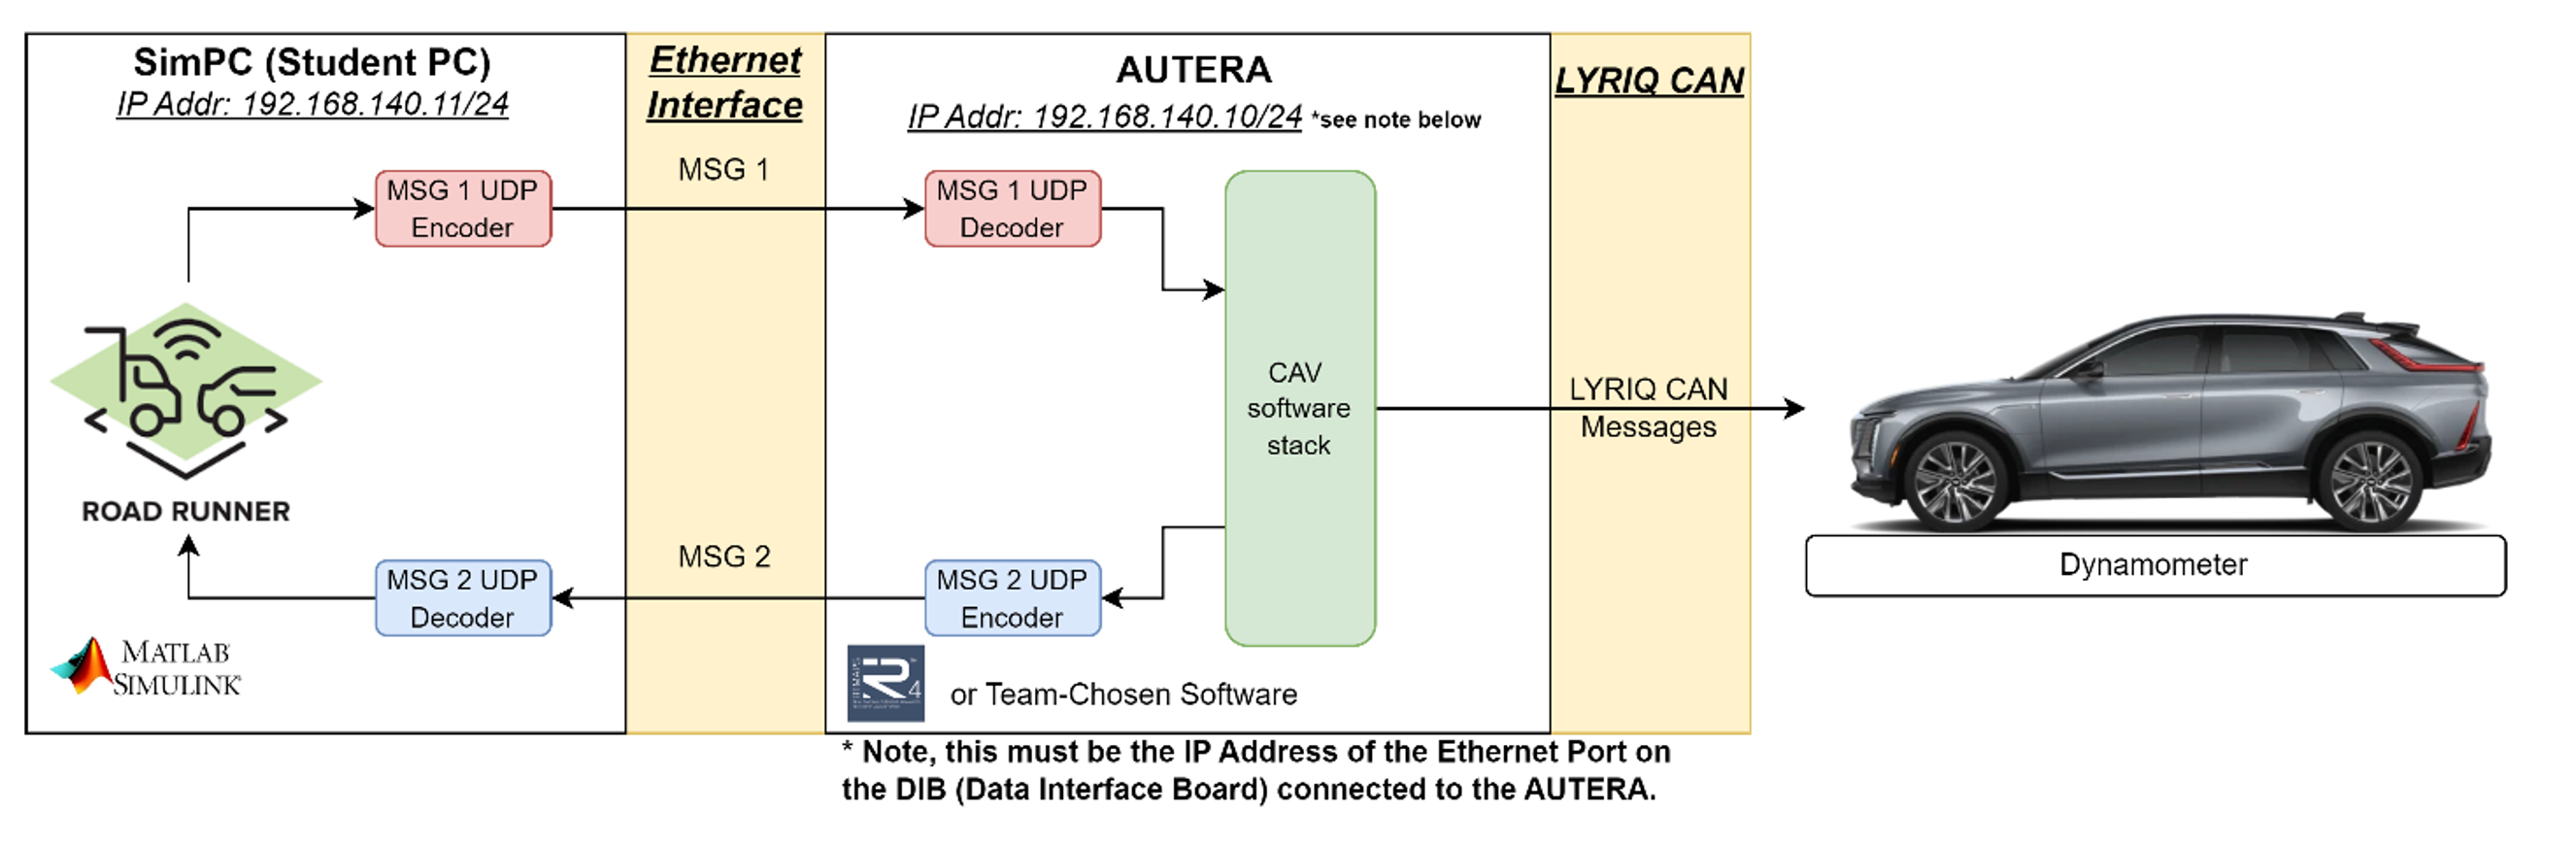 SimPC (Student PC)
IP Addr: 192.168.140.11/24
Ethernet
Interface
AUTERA
IP Addr: 192.168.140.10/24 *see note below
LYRIQ CAN
MSG 1 UDP
Encoder
MSG 1
MSG 1 UDP
Decoder
CAV
software
stack
LYRIQ CAN
Messages
ROAD RUNNER
MSG 2 UDP
Decoder
MSG 2
MSG 2 UDP
Encoder
Dynamometer
MATLAB
SIMULINK
R4
or Team-Chosen Software
* Note, this must be the IP Address of the Ethernet Port on
the DIB (Data Interface Board) connected to the AUTERA.